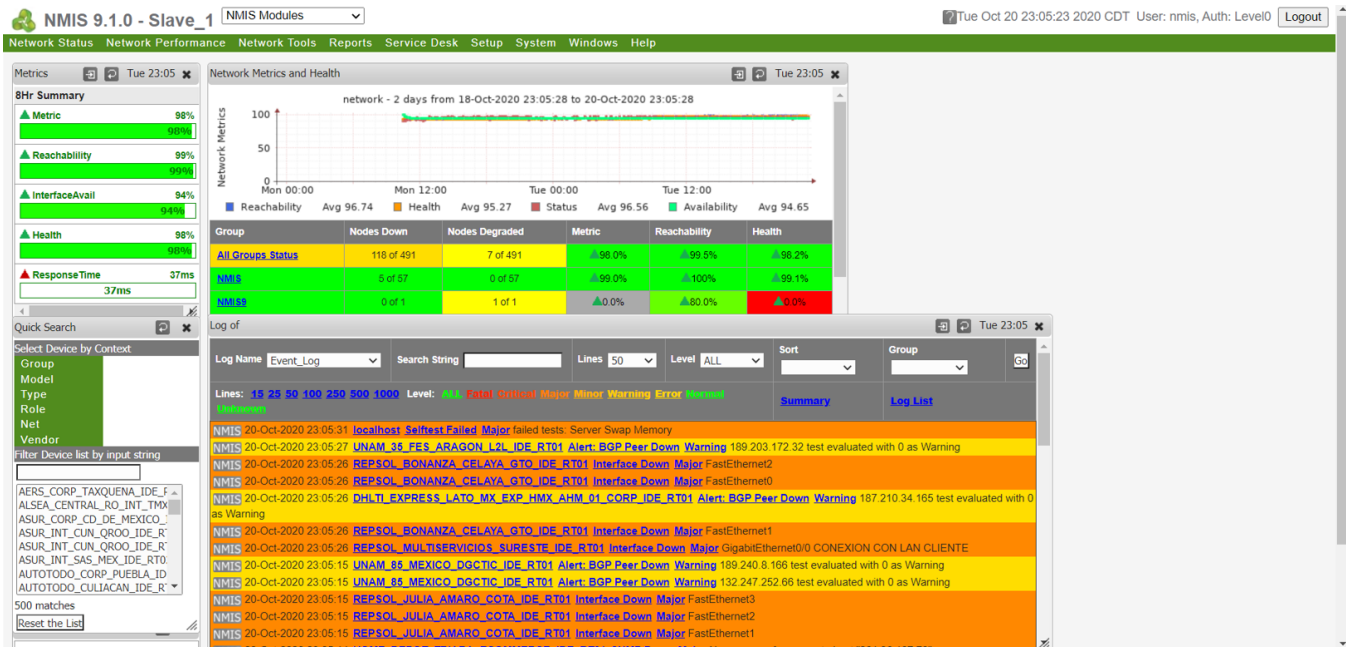 NMIS 9.1.0 - Slave_1 NMIS Modules
Tue Oct 20 23:05:23 2020 CDT User: nmis, Auth: Level0 Logout
Network Status Network Performance Network Tools Reports Service Desk Setup System Windows Help
Metrics Tue 23:05
8Hr Summary
Metric 98%
98%
Reachablility 99%
99%
InterfaceAvail 94%
94%
Health 98%
98%
ResponseTime 37ms
37ms
Network Metrics and Health Tue 23:05
network - 2 days from 18-Oct-2020 23:05:28 to 20-Oct-2020 23:05:28
Network Metrics
100
50
0
Mon 00:00 Mon 12:00 Tue 00:00 Tue 12:00
Reachability Avg 96.74 Health Avg 95.27 Status Avg 96.56 Availability Avg 94.65
Group Nodes Down Nodes Degraded Metric Reachability Health
All Groups Status 118 of 491 7 of 491 98.0% 99.5% 98.2%
NMIS 5 of 57 0 of 57 99.0% 100% 99.1%
NMIS9 0 of 1 1 of 1 0.0% 80.0% 0.0%
Quick Search
Select Device by Context
Group
Model
Type
Role
Net
Vendor
Filter Device list by input string
AERS_CORP_TAXQUENA_IDE_
ALSEA_CENTRAL_RO_INT_TMX
ASUR_CORP_CD_DE_MEXICO_
ASUR_INT_CUN_QROO_IDE_R
ASUR_INT_CUN_QROO_IDE_R
ASUR_INT_SAS_MEX_IDE_RT0
AUTOTODO_CORP_PUEBLA_ID
AUTOTODO_CULIACAN_IDE_R
500 matches
Reset the List
Log of Tue 23:05
Log Name Event_Log Search String Lines 50 Level ALL Sort Group Go
Lines: 15 25 50 100 250 500 1000 Level: ALL Fatal Critical Major Minor Warning Error Normal
Unknown
Summary Log List
NMIS 20-Oct-2020 23:05:31 localhost Selftest Failed Major failed tests: Server Swap Memory
NMIS 20-Oct-2020 23:05:27 UNAM_35_FES_ARAGON_L2L_IDE_RT01 Alert: BGP Peer Down Warning 189.203.172.32 test evaluated with 0 as Warning
NMIS 20-Oct-2020 23:05:26 REPSOL_BONANZA_CELAYA_GTO_IDE_RT01 Interface Down Major FastEthernet2
NMIS 20-Oct-2020 23:05:26 REPSOL_BONANZA_CELAYA_GTO_IDE_RT01 Interface Down Major FastEthernet0
NMIS 20-Oct-2020 23:05:26 DHLTI_EXPRESS_LATO_MX_EXP_HMX_AHM_01_CORP_IDE_RT01 Alert: BGP Peer Down Warning 187.210.34.165 test evaluated with 0
as Warning
NMIS 20-Oct-2020 23:05:26 REPSOL_BONANZA_CELAYA_GTO_IDE_RT01 Interface Down Major FastEthernet1
NMIS 20-Oct-2020 23:05:26 REPSOL_MULTISERVICIOS_SURESTE_IDE_RT01 Interface Down Major GigabitEthernet0/0 CONEXION CON LAN CLIENTE
NMIS 20-Oct-2020 23:05:15 UNAM_85_MEXICO_DGCTIC_IDE_RT01 Alert: BGP Peer Down Warning 189.240.8.166 test evaluated with 0 as Warning
NMIS 20-Oct-2020 23:05:15 UNAM_85_MEXICO_DGCTIC_IDE_RT01 Alert: BGP Peer Down Warning 132.247.252.66 test evaluated with 0 as Warning
NMIS 20-Oct-2020 23:05:15 REPSOL_JULIA_AMARO_COTA_IDE_RT01 Interface Down Major FastEthernet3
NMIS 20-Oct-2020 23:05:15 REPSOL_JULIA_AMARO_COTA_IDE_RT01 Interface Down Major FastEthernet2
NMIS 20-Oct-2020 23:05:15 REPSOL_JULIA_AMARO_COTA_IDE_RT01 Interface Down Major FastEthernet1